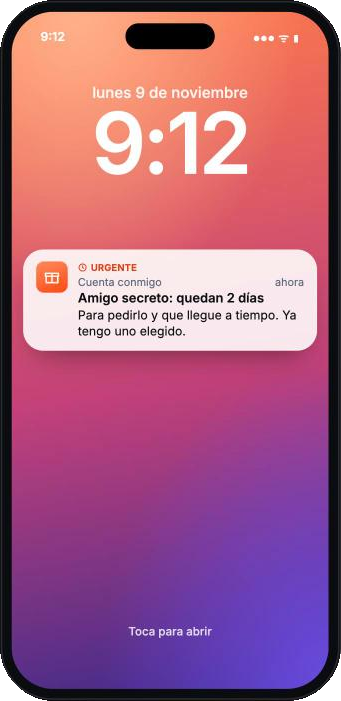 9:12
lunes 9 de noviembre
9:12
URGENTE
Cuenta conmigo
ahora
Amigo secreto: quedan 2 días
Para pedirlo y que llegue a tiempo. Ya
tengo uno elegido.
Toca para abrir